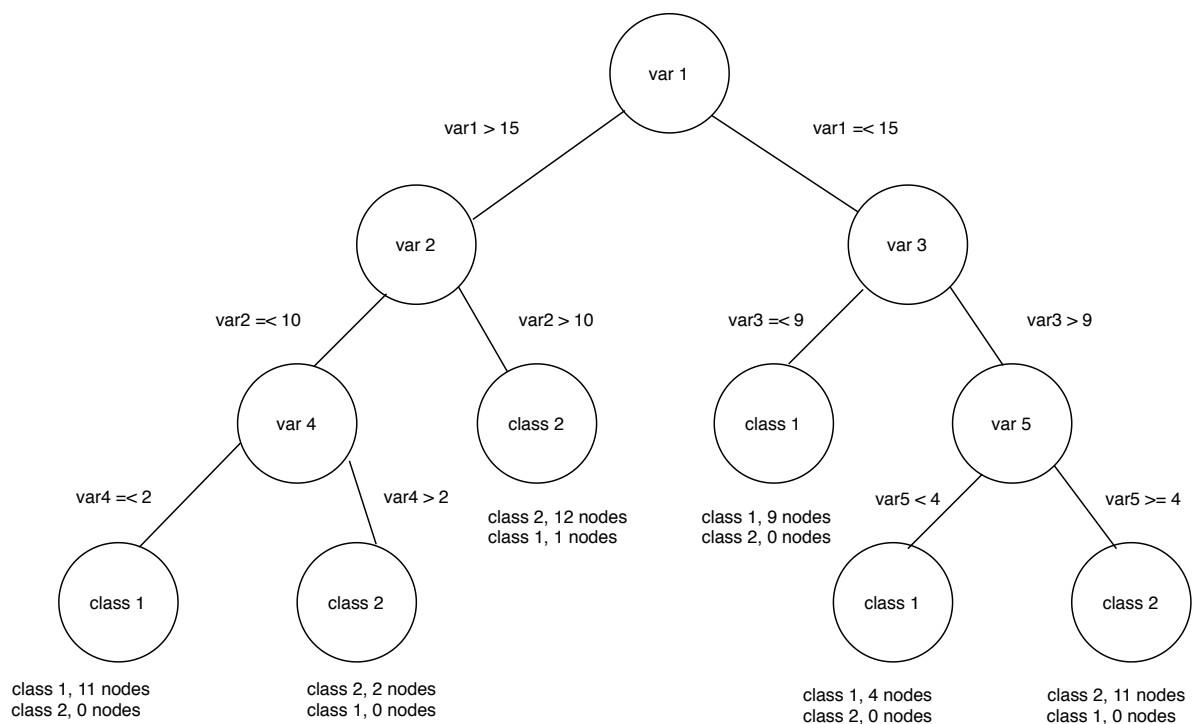 var 1
var1 > 15
var1 =< 15
var 2
var 3
var2 =< 10
var2 > 10
var3 =< 9
var3 > 9
var 4
class 2
class 1
var 5
var4 =< 2
var4 > 2
class 2, 12 nodes
class 1, 1 nodes
class 1, 9 nodes
class 2, 0 nodes
var5 < 4
var5 >= 4
class 1
class 2
class 1
class 2
class 1, 11 nodes
class 2, 0 nodes
class 2, 2 nodes
class 1, 0 nodes
class 1, 4 nodes
class 2, 0 nodes
class 2, 11 nodes
class 1, 0 nodes